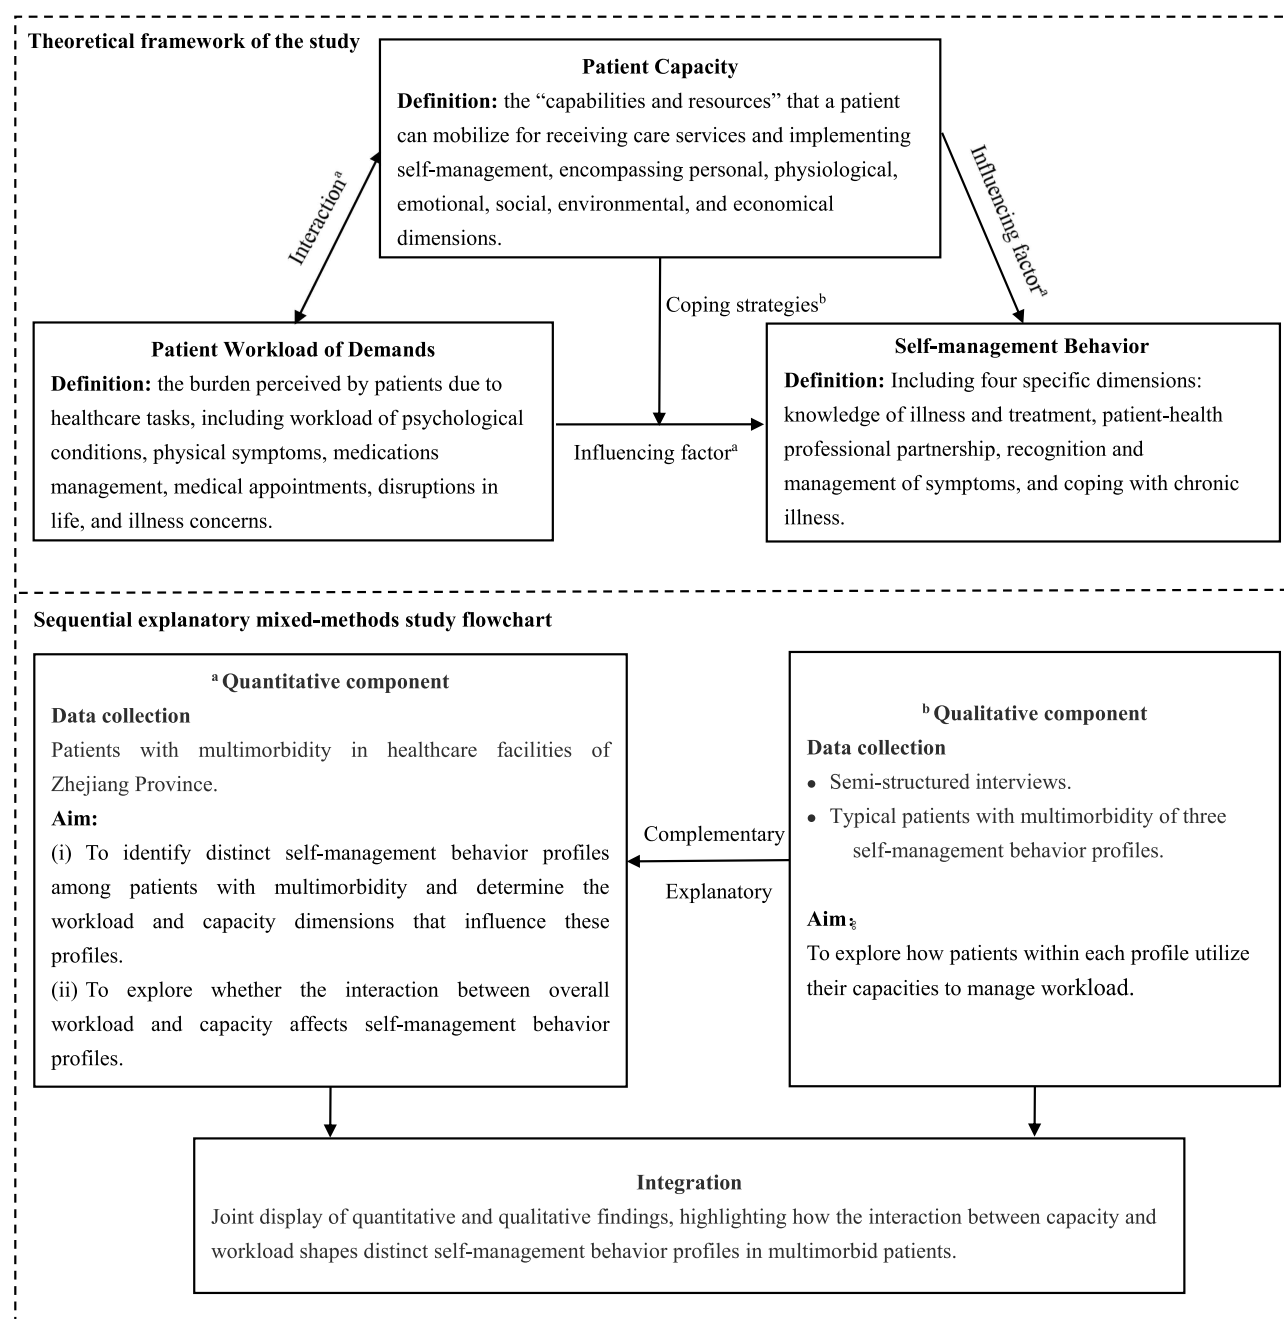 Theoretical framework of the study
Patient Capacity
Definition: the “capabilities and resources” that a patient
can mobilize for receiving care services and implementing
self-management, encompassing personal, physiological,
emotional, social, environmental, and economical
dimensions.
Interactionᵃ
Influencing factorᵃ
Coping strategiesᵇ
Patient Workload of Demands
Definition: the burden perceived by patients due to
healthcare tasks, including workload of psychological
conditions, physical symptoms, medications
management, medical appointments, disruptions in
life, and illness concerns.
Influencing factorᵃ
Self-management Behavior
Definition: Including four specific dimensions:
knowledge of illness and treatment, patient-health
professional partnership, recognition and
management of symptoms, and coping with chronic
illness.
Sequential explanatory mixed-methods study flowchart
ᵃ Quantitative component
Data collection
Patients with multimorbidity in healthcare facilities of
Zhejiang Province.
Aim:
(i) To identify distinct self-management behavior profiles
among patients with multimorbidity and determine the
workload and capacity dimensions that influence these
profiles.
(ii) To explore whether the interaction between overall
workload and capacity affects self-management behavior
profiles.
Complementary
Explanatory
ᵇ Qualitative component
Data collection
• Semi-structured interviews.
• Typical patients with multimorbidity of three
self-management behavior profiles.
Aim:
To explore how patients within each profile utilize
their capacities to manage workload.
Integration
Joint display of quantitative and qualitative findings, highlighting how the interaction between capacity and
workload shapes distinct self-management behavior profiles in multimorbid patients.